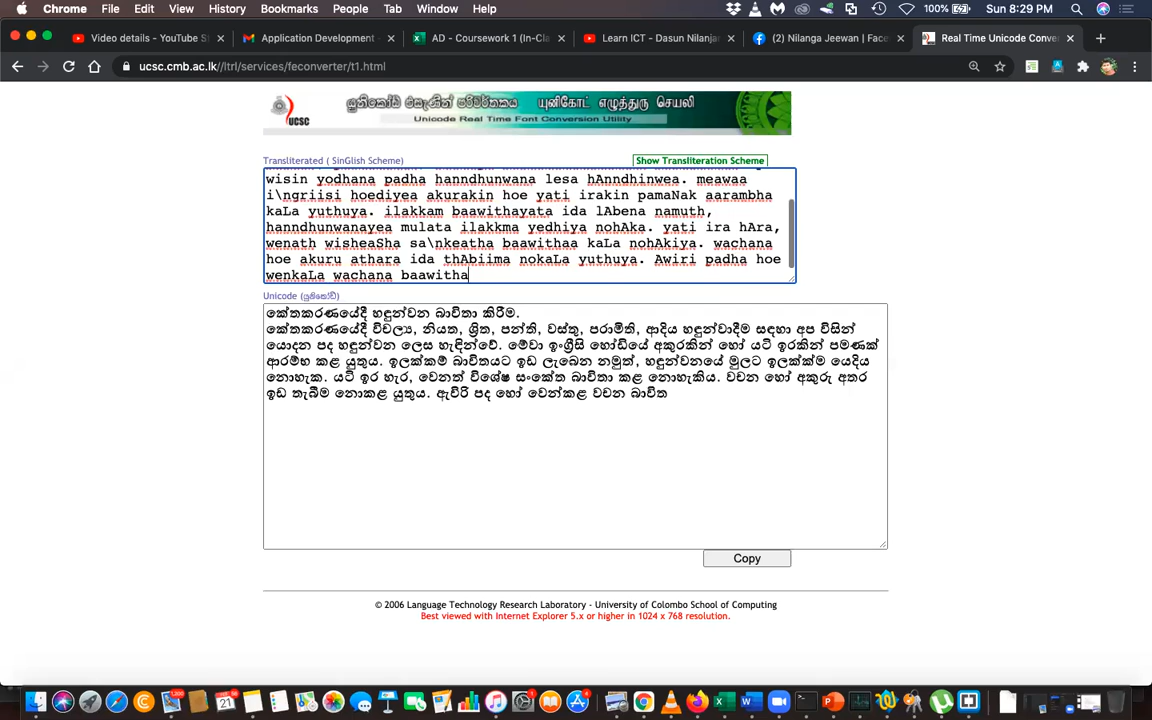 Chrome File Edit View History Bookmarks People Tab Window Help 100% Sun 8:29 PM
Video details - YouTube S Application Development - AD - Coursework 1 (In-Cla Learn ICT - Dasun Nilanja (2) Nilanga Jeewan | Face Real Time Unicode Conve
ucsc.cmb.ac.lk//ltrl/services/feconverter/t1.html
යුනිකෝඩ් සැණින් පරිවර්තකය யுனிகோட் எழுத்துரு செயலி
UCSC Unicode Real Time Font Conversion Utility
Transliterated ( SinGlish Scheme) Show Transliteration Scheme
wisin yodhana padha hanndhunwana lesa hAnndhinwea. meawaa
i\ngriisi hoediyea akurakin hoe yati irakin pamaNak aarambha
kaLa yuthuya. ilakkam baawithayata ida lAbena namuth,
hanndhunwanayea mulata ilakkma yedhiya nohAka. yati ira hAra,
wenath wisheaSha sa\nkeatha baawithaa kaLa nohAkiya. wachana
hoe akuru athara ida thAbiima nokaLa yuthuya. Awiri padha hoe
wenkaLa wachana baawitha
Unicode (යුනිකෝඩ්)
කේතකරණයේදී හඳුන්වන බාවිතා කිරීම.
කේතකරණයේදී විචල්‍ය, නියත, ශ්‍රිත, පන්ති, වස්තු, පරාමිති, ආදිය හඳුන්වාදීම සඳහා අප විසින්
යොදන පද හඳුන්වන ලෙස හැඳින්වේ. මේවා ඉංග්‍රීසි හෝඩියේ අකුරකින් හෝ යටි ඉරකින් පමණක්
ආරම්භ කළ යුතුය. ඉලක්කම් බාවිතයට ඉඩ ලැබෙන නමුත්, හඳුන්වනයේ මුලට ඉලක්ක්ම යෙදිය
නොහැක. යටි ඉර හැර, වෙනත් විශේෂ සංකේත බාවිතා කළ නොහැකිය. වචන හෝ අකුරු අතර
ඉඩ තැබීම නොකළ යුතුය. ඇවිරි පද හෝ වෙන්කළ වචන බාවිත
Copy
© 2006 Language Technology Research Laboratory - University of Colombo School of Computing
Best viewed with Internet Explorer 5.x or higher in 1024 x 768 resolution.